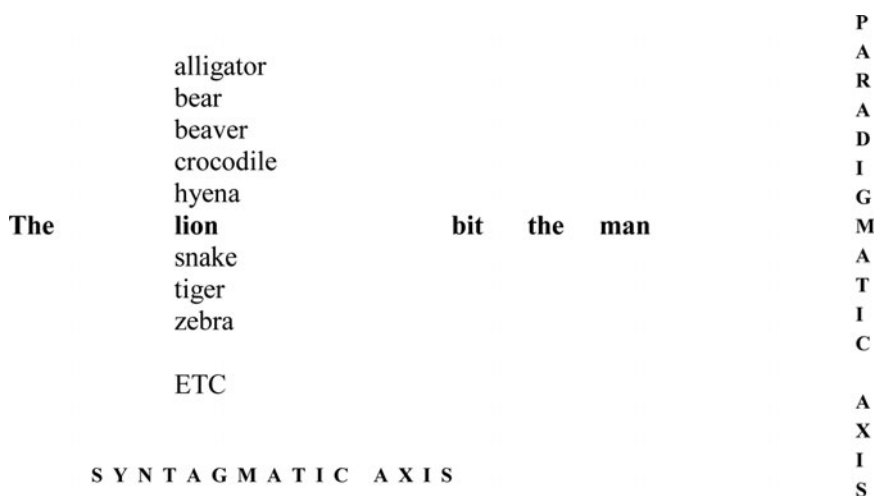 alligator
bear
beaver
crocodile
hyena
The lion bit the man
snake
tiger
zebra
ETC
SYNTAGMATIC AXIS
PARADIGMATIC AXIS